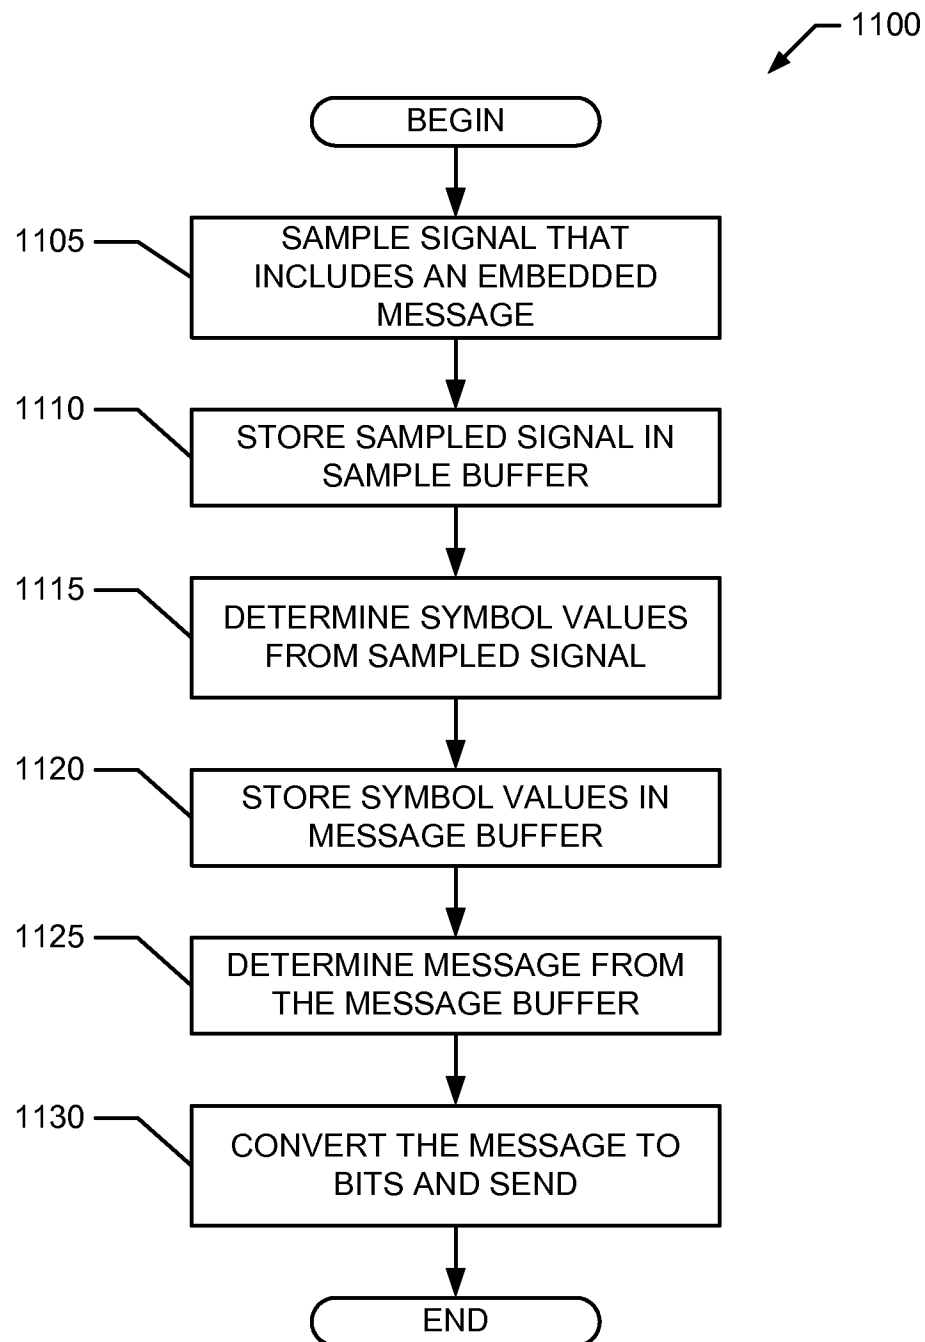 1100
BEGIN
1105
SAMPLE SIGNAL THAT
INCLUDES AN EMBEDDED
MESSAGE
1110
STORE SAMPLED SIGNAL IN
SAMPLE BUFFER
1115
DETERMINE SYMBOL VALUES
FROM SAMPLED SIGNAL
1120
STORE SYMBOL VALUES IN
MESSAGE BUFFER
1125
DETERMINE MESSAGE FROM
THE MESSAGE BUFFER
1130
CONVERT THE MESSAGE TO
BITS AND SEND
END